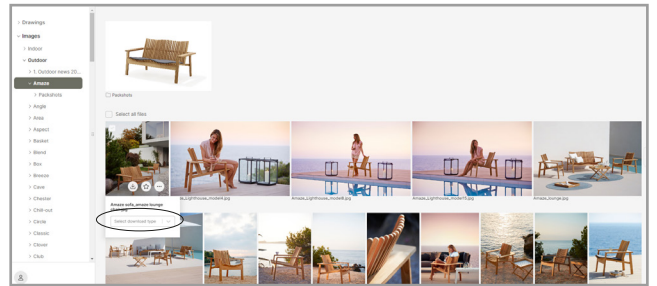 Drawings
Images
Indoor
Outdoor
1. Outdoor news 20...
Amaze
Packshots
Angle
Area
Aspect
Basket
Blend
Box
Breeze
Cave
Chester
Chill-out
Circle
Classic
Clover
Club
Packshots
Select all files
Amaze sofa_amaze lounge
Select download type
Amaze_Lighthouse_model4.jpg
Amaze_Lighthouse_model8.jpg
Amaze_Lighthouse_model15.jpg
Amaze_lounge.jpg